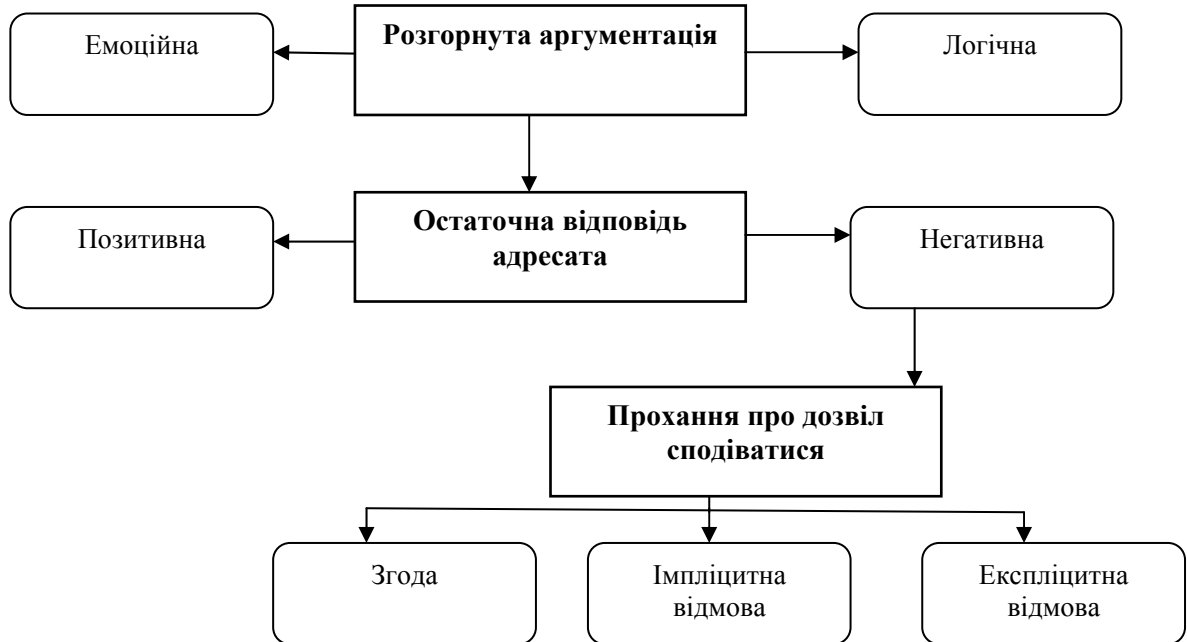 Емоційна
Розгорнута аргументація
Логічна
Позитивна
Остаточна відповідь
адресата
Негативна
Прохання про дозвіл
сподіватися
Згода
Імпліцитна
відмова
Експліцитна
відмова